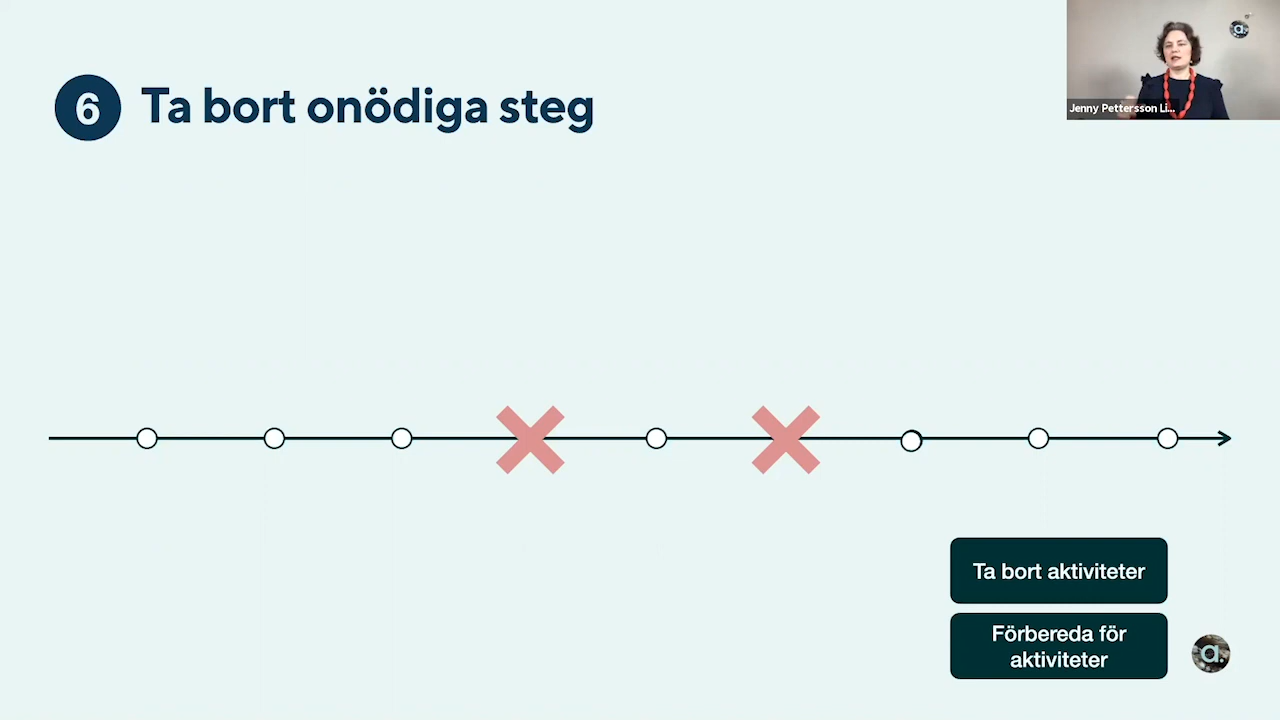 6 Ta bort onödiga steg
a.
Jenny Pettersson Li...
Ta bort aktiviteter
Förbereda för
aktiviteter
a.